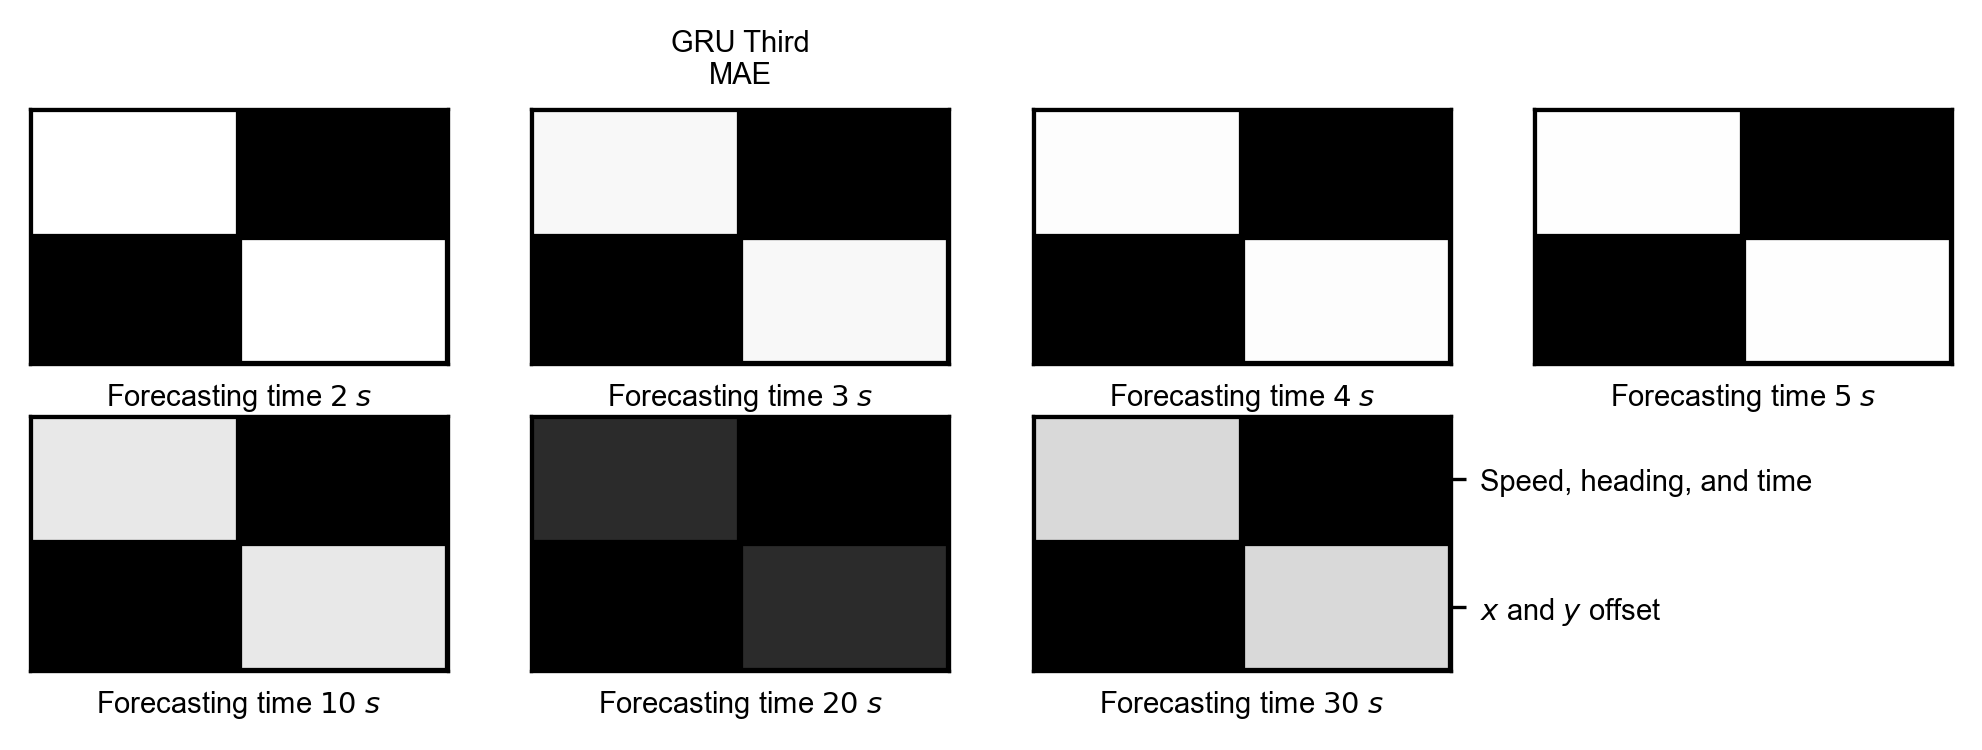 GRU Third
MAE
Forecasting time 2 s
Forecasting time 3 s
Forecasting time 4 s
Forecasting time 5 s
Speed, heading, and time
x and y offset
Forecasting time 10 s
Forecasting time 20 s
Forecasting time 30 s